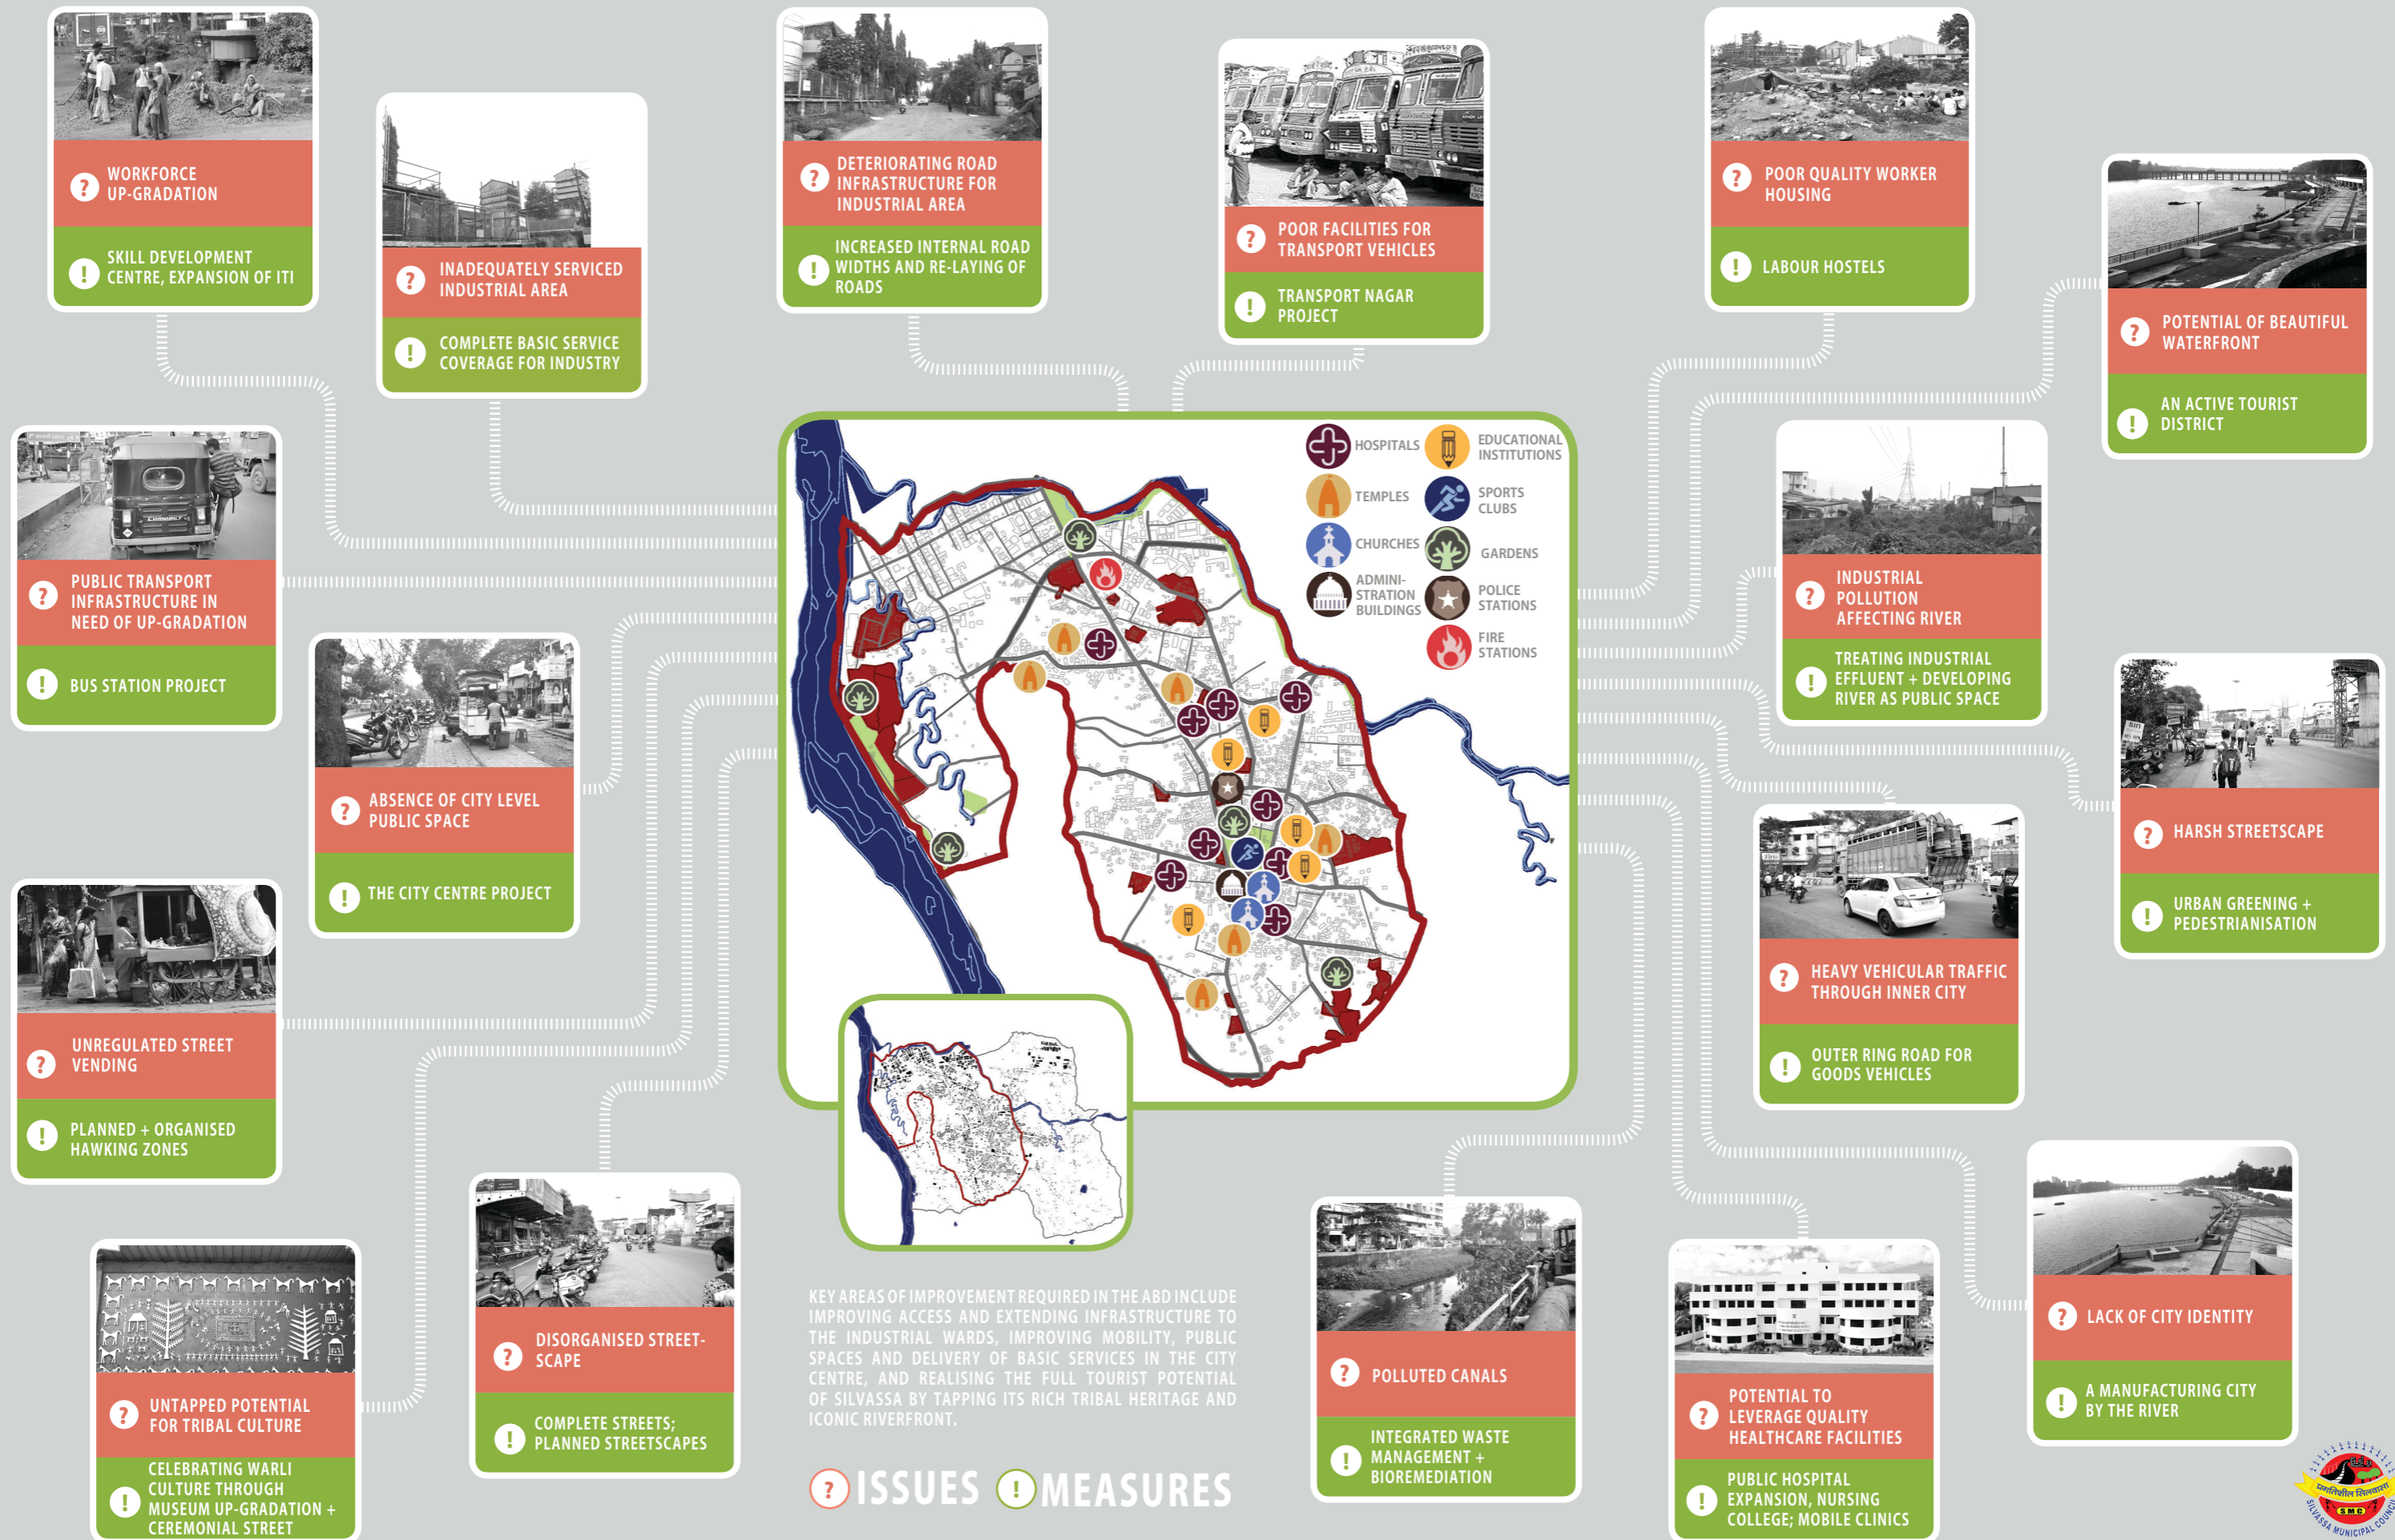 WORKFORCE
UP-GRADATION
SKILL DEVELOPMENT
CENTRE, EXPANSION OF ITI
INADEQUATELY SERVICED
INDUSTRIAL AREA
COMPLETE BASIC SERVICE
COVERAGE FOR INDUSTRY
DETERIORATING ROAD
INFRASTRUCTURE FOR
INDUSTRIAL AREA
INCREASED INTERNAL ROAD
WIDTHS AND RE-LAYING OF
ROADS
POOR FACILITIES FOR
TRANSPORT VEHICLES
TRANSPORT NAGAR
PROJECT
POOR QUALITY WORKER
HOUSING
LABOUR HOSTELS
POTENTIAL OF BEAUTIFUL
WATERFRONT
AN ACTIVE TOURIST
DISTRICT
PUBLIC TRANSPORT
INFRASTRUCTURE IN
NEED OF UP-GRADATION
BUS STATION PROJECT
ABSENCE OF CITY LEVEL
PUBLIC SPACE
THE CITY CENTRE PROJECT
HOSPITALS
EDUCATIONAL
INSTITUTIONS
TEMPLES
SPORTS
CLUBS
CHURCHES
GARDENS
ADMINI-
STRATION
BUILDINGS
POLICE
STATIONS
FIRE
STATIONS
INDUSTRIAL
POLLUTION
AFFECTING RIVER
TREATING INDUSTRIAL
EFFLUENT + DEVELOPING
RIVER AS PUBLIC SPACE
HARSH STREETSCAPE
URBAN GREENING +
PEDESTRIANISATION
UNREGULATED STREET
VENDING
PLANNED + ORGANISED
HAWKING ZONES
HEAVY VEHICULAR TRAFFIC
THROUGH INNER CITY
OUTER RING ROAD FOR
GOODS VEHICLES
UNTAPPED POTENTIAL
FOR TRIBAL CULTURE
CELEBRATING WARLI
CULTURE THROUGH
MUSEUM UP-GRADATION +
CEREMONIAL STREET
DISORGANISED STREET-
SCAPE
COMPLETE STREETS;
PLANNED STREETSCAPES
KEY AREAS OF IMPROVEMENT REQUIRED IN THE ABD INCLUDE
IMPROVING ACCESS AND EXTENDING INFRASTRUCTURE TO
THE INDUSTRIAL WARDS, IMPROVING MOBILITY, PUBLIC
SPACES AND DELIVERY OF BASIC SERVICES IN THE CITY
CENTRE, AND REALISING THE FULL TOURIST POTENTIAL
OF SILVASSA BY TAPPING ITS RICH TRIBAL HERITAGE AND
ICONIC RIVERFRONT.
? ISSUES ! MEASURES
POLLUTED CANALS
INTEGRATED WASTE
MANAGEMENT +
BIOREMEDIATION
POTENTIAL TO
LEVERAGE QUALITY
HEALTHCARE FACILITIES
PUBLIC HOSPITAL
EXPANSION, NURSING
COLLEGE; MOBILE CLINICS
LACK OF CITY IDENTITY
A MANUFACTURING CITY
BY THE RIVER
प्रगतिशील सिलवासा
SMC
SILVASSA MUNICIPAL COUNCIL